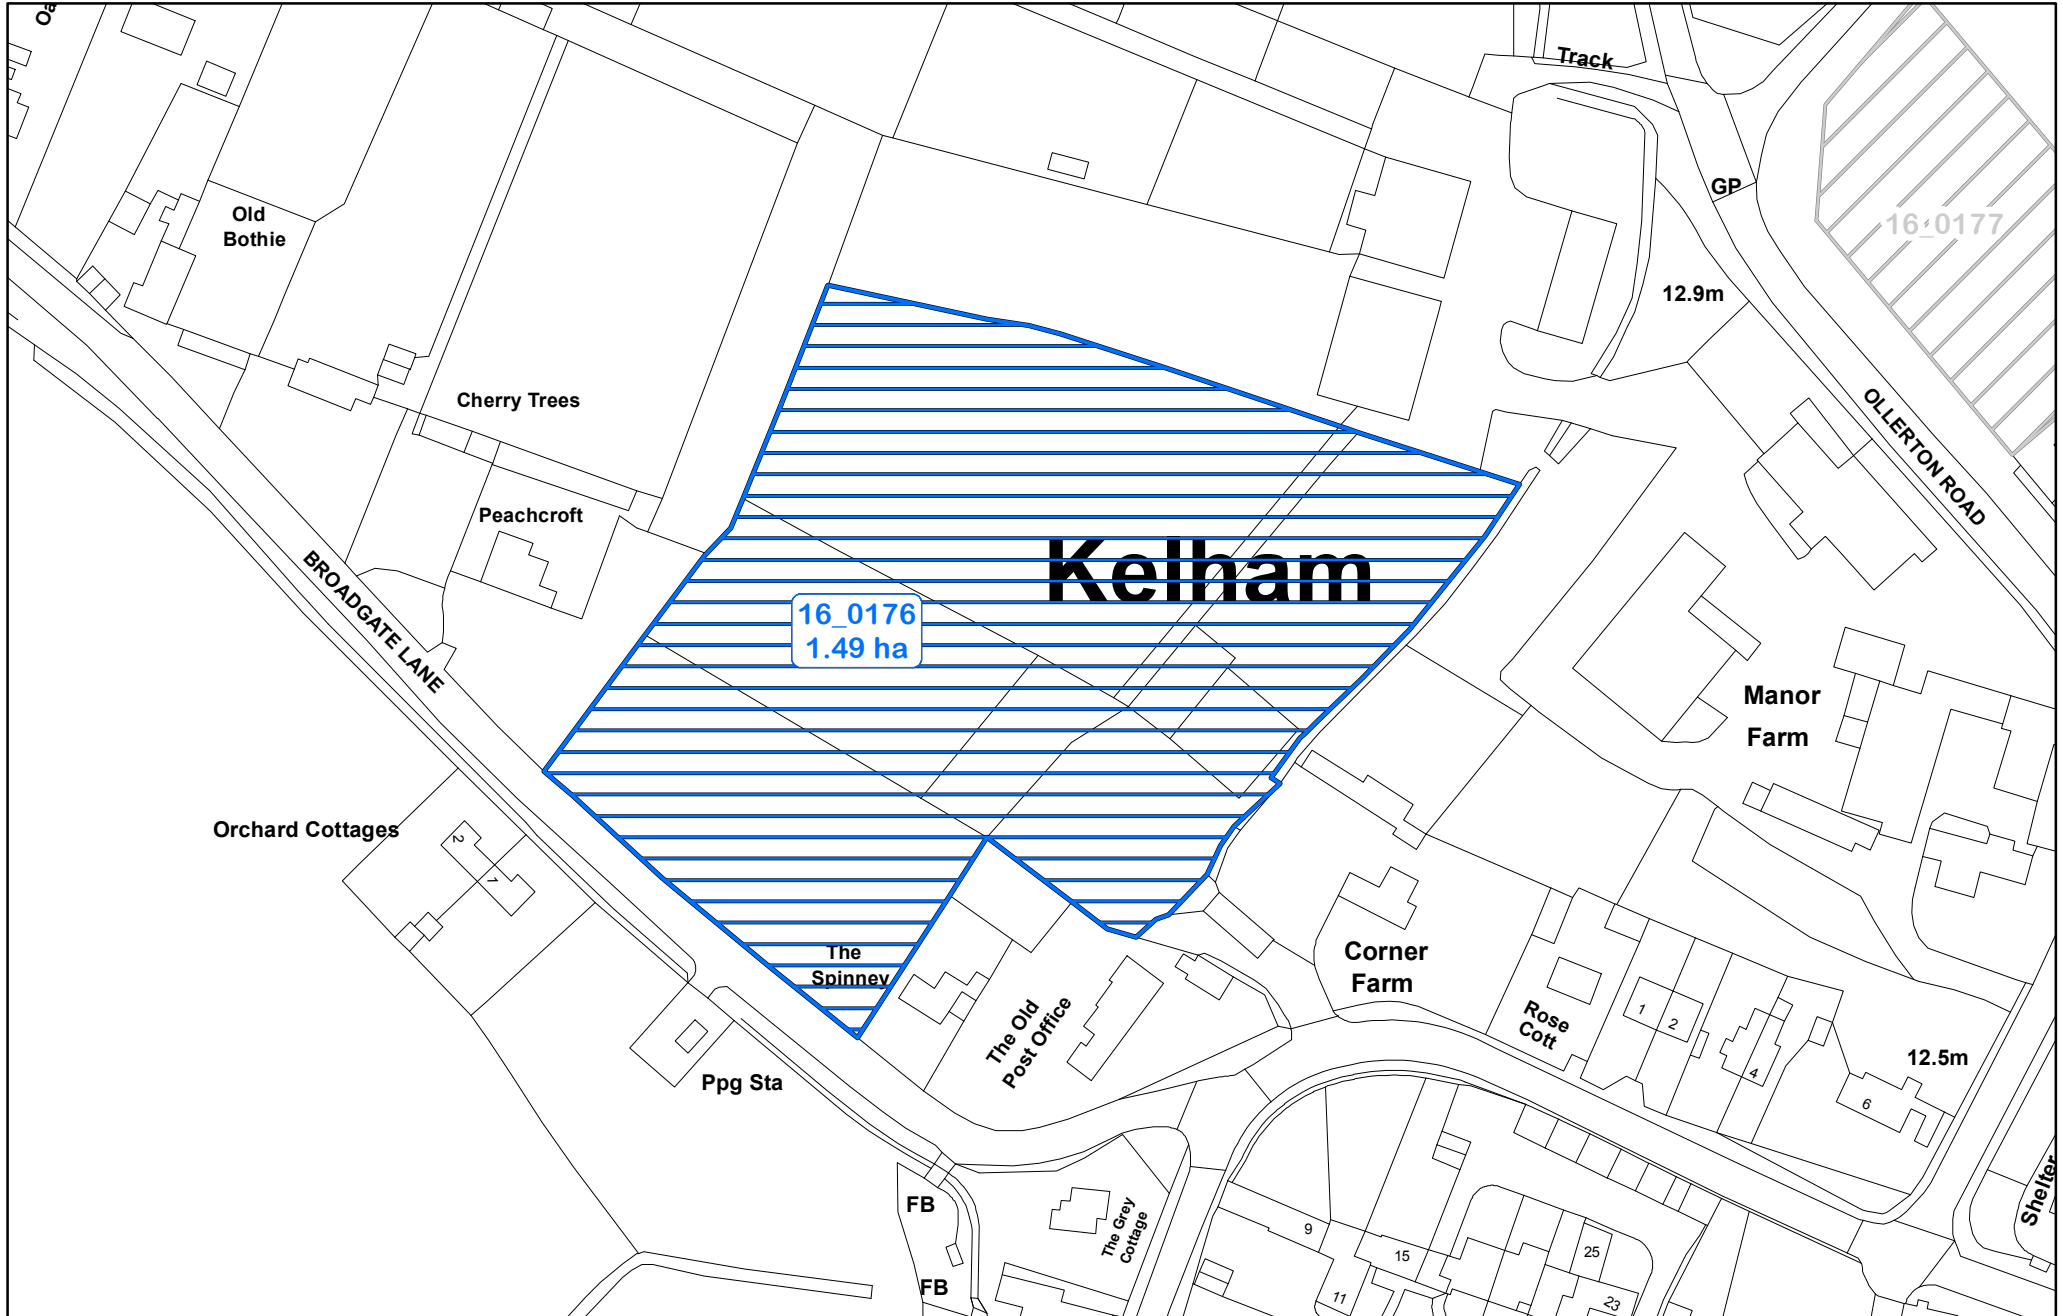 Track
GP
16_0177
Old
Bothie
12.9m
Cherry Trees
OLLERTON ROAD
Peachcroft
Kelham
BROADGATE LANE
16_0176
1.49 ha
Manor
Farm
Orchard Cottages
2
1
The
Spinney
Corner
Farm
The Old
Post Office
Rose
Cott
1
2
4
6
12.5m
Ppg Sta
Shelter
FB
The Grey
Cottage
9
15
25
FB
11
23